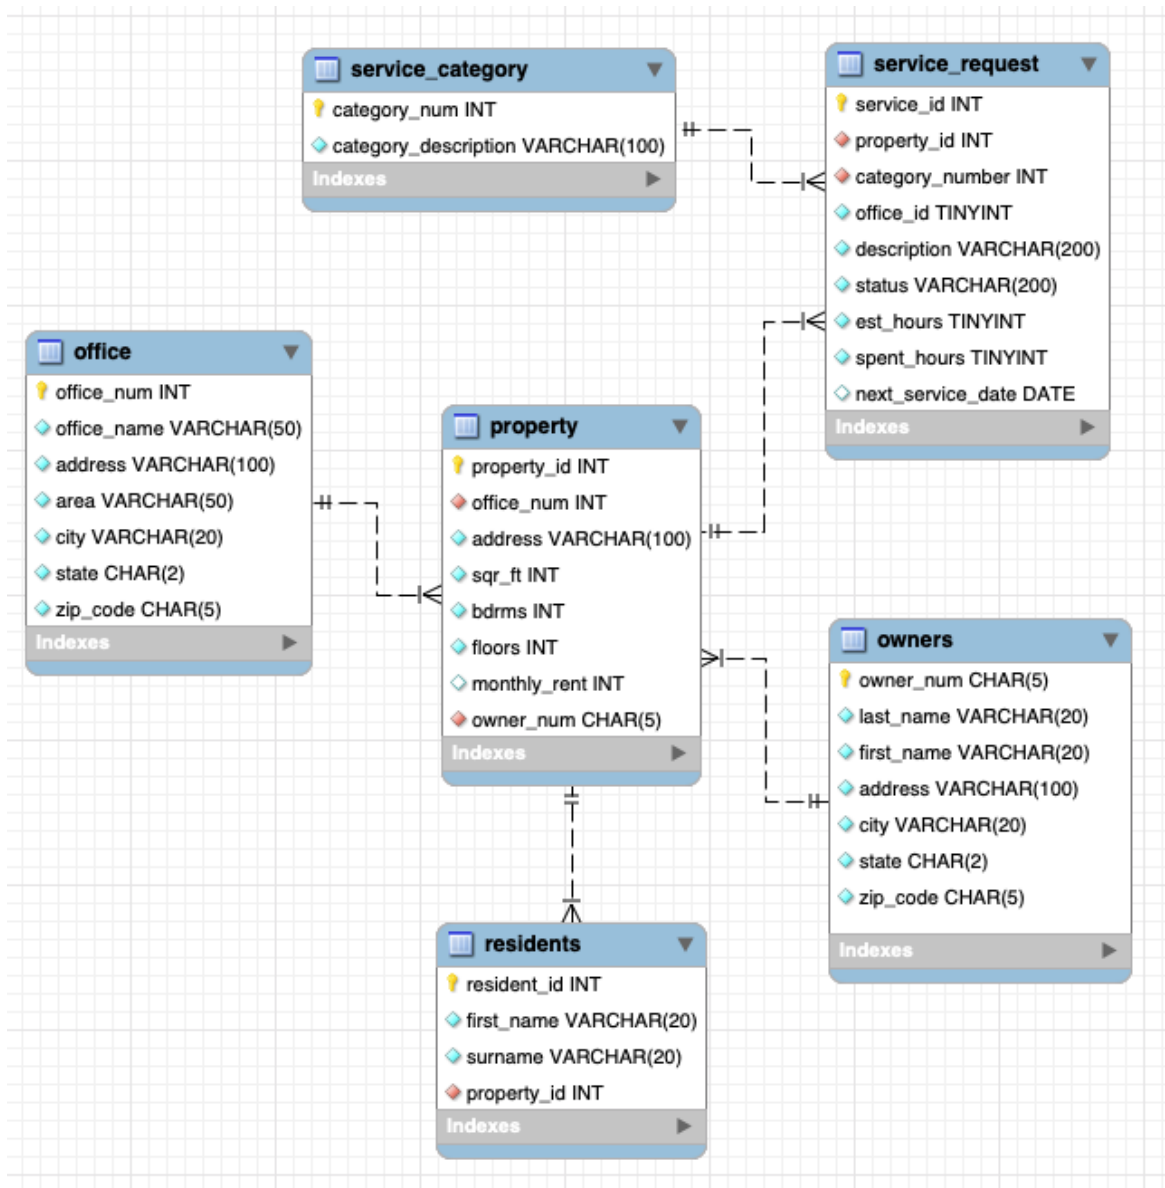 service_category
category_num INT
category_description VARCHAR(100)
Indexes
service_request
service_id INT
property_id INT
category_number INT
office_id TINYINT
description VARCHAR(200)
status VARCHAR(200)
est_hours TINYINT
spent_hours TINYINT
next_service_date DATE
Indexes
office
office_num INT
office_name VARCHAR(50)
address VARCHAR(100)
area VARCHAR(50)
city VARCHAR(20)
state CHAR(2)
zip_code CHAR(5)
Indexes
property
property_id INT
office_num INT
address VARCHAR(100)
sqr_ft INT
bdrms INT
floors INT
monthly_rent INT
owner_num CHAR(5)
Indexes
owners
owner_num CHAR(5)
last_name VARCHAR(20)
first_name VARCHAR(20)
address VARCHAR(100)
city VARCHAR(20)
state CHAR(2)
zip_code CHAR(5)
Indexes
residents
resident_id INT
first_name VARCHAR(20)
surname VARCHAR(20)
property_id INT
Indexes